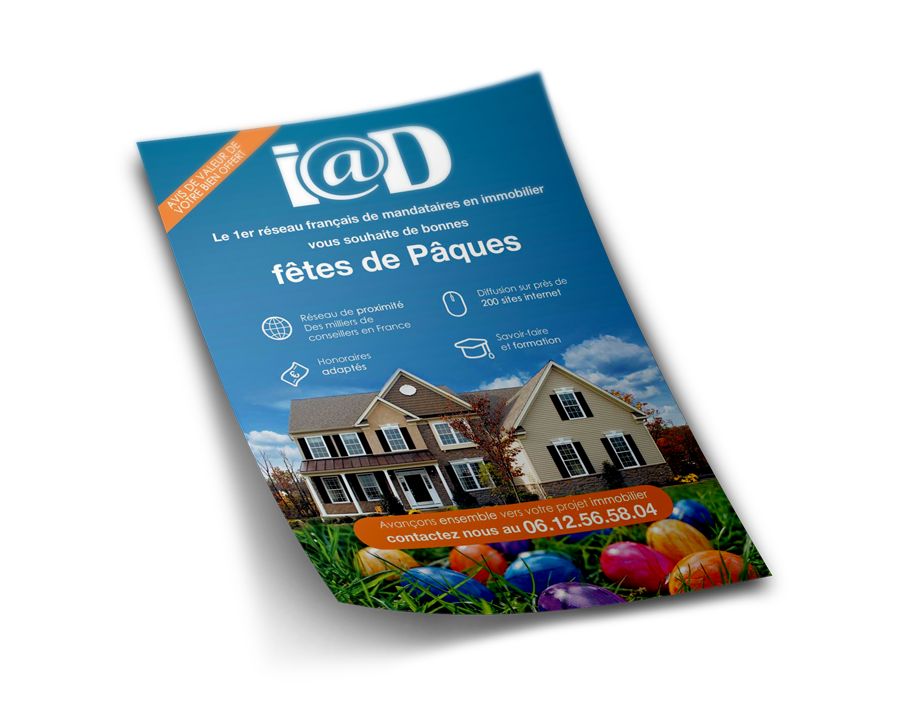 AVIS DE VALEUR DE
VOTRE BIEN OFFERT
i@D
Le 1er réseau français de mandataires en immobilier
vous souhaite de bonnes
fêtes de Pâques
Réseau de proximité
Des milliers de
conseillers en France
Diffusion sur près de
200 sites internet
Honoraires
adaptés
Savoir-faire
et formation
Avançons ensemble vers votre projet immobilier
contactez nous au 06.12.56.58.04